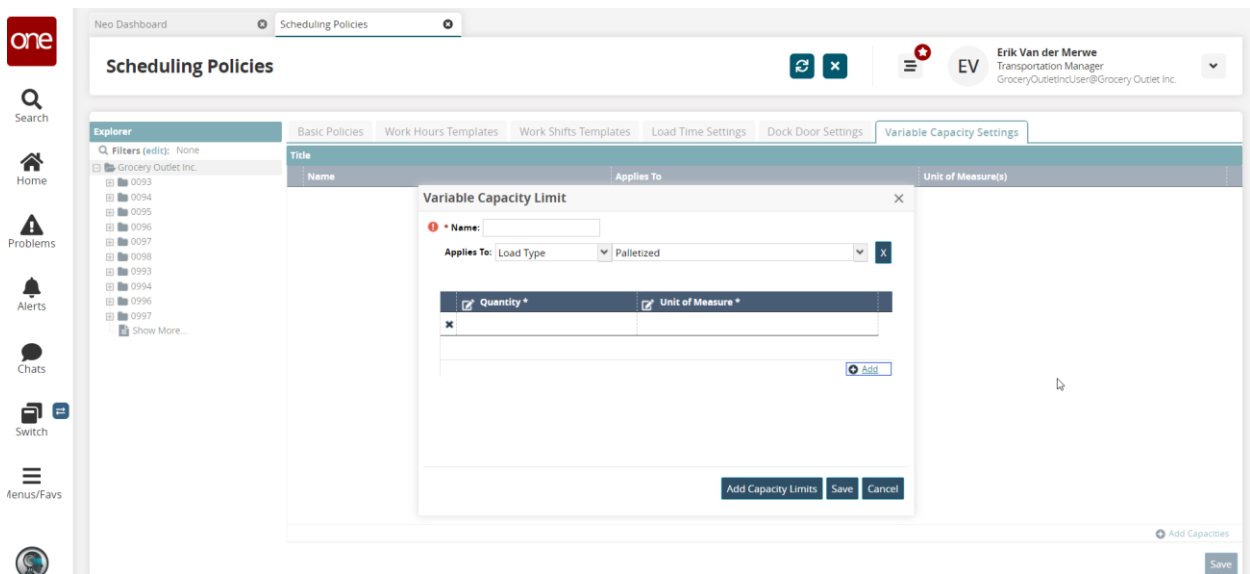 Neo Dashboard
Scheduling Policies
one
Scheduling Policies
EV
Erik Van der Merwe
Transportation Manager
GroceryOutletIncUser@Grocery Outlet Inc.
Search
Home
Problems
Alerts
Chats
Switch
Menus/Favs
Explorer
Filters (edit): None
Grocery Outlet Inc.
0093
0094
0095
0096
0097
0098
0993
0994
0996
0997
Show More...
Basic Policies Work Hours Templates Work Shifts Templates Load Time Settings Dock Door Settings Variable Capacity Settings
Title
Name Applies To Unit of Measure(s)
Variable Capacity Limit
* Name:
Applies To: Load Type Palletized X
Quantity * Unit of Measure *
Add
Add Capacity Limits Save Cancel
Add Capacities
Save